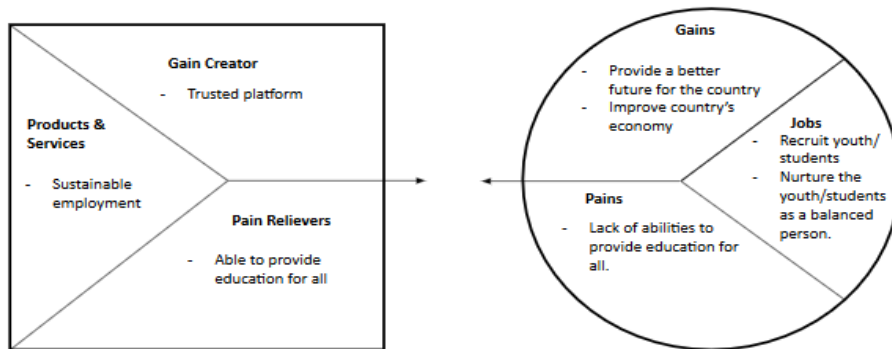 Gain Creator
- Trusted platform
Products &
Services
- Sustainable
employment
Pain Relievers
- Able to provide
education for all
Gains
- Provide a better
future for the country
- Improve country's
economy
Jobs
- Recruit youth/
students
- Nurture the
youth/students
as a balanced
person.
Pains
- Lack of abilities to
provide education for
all.